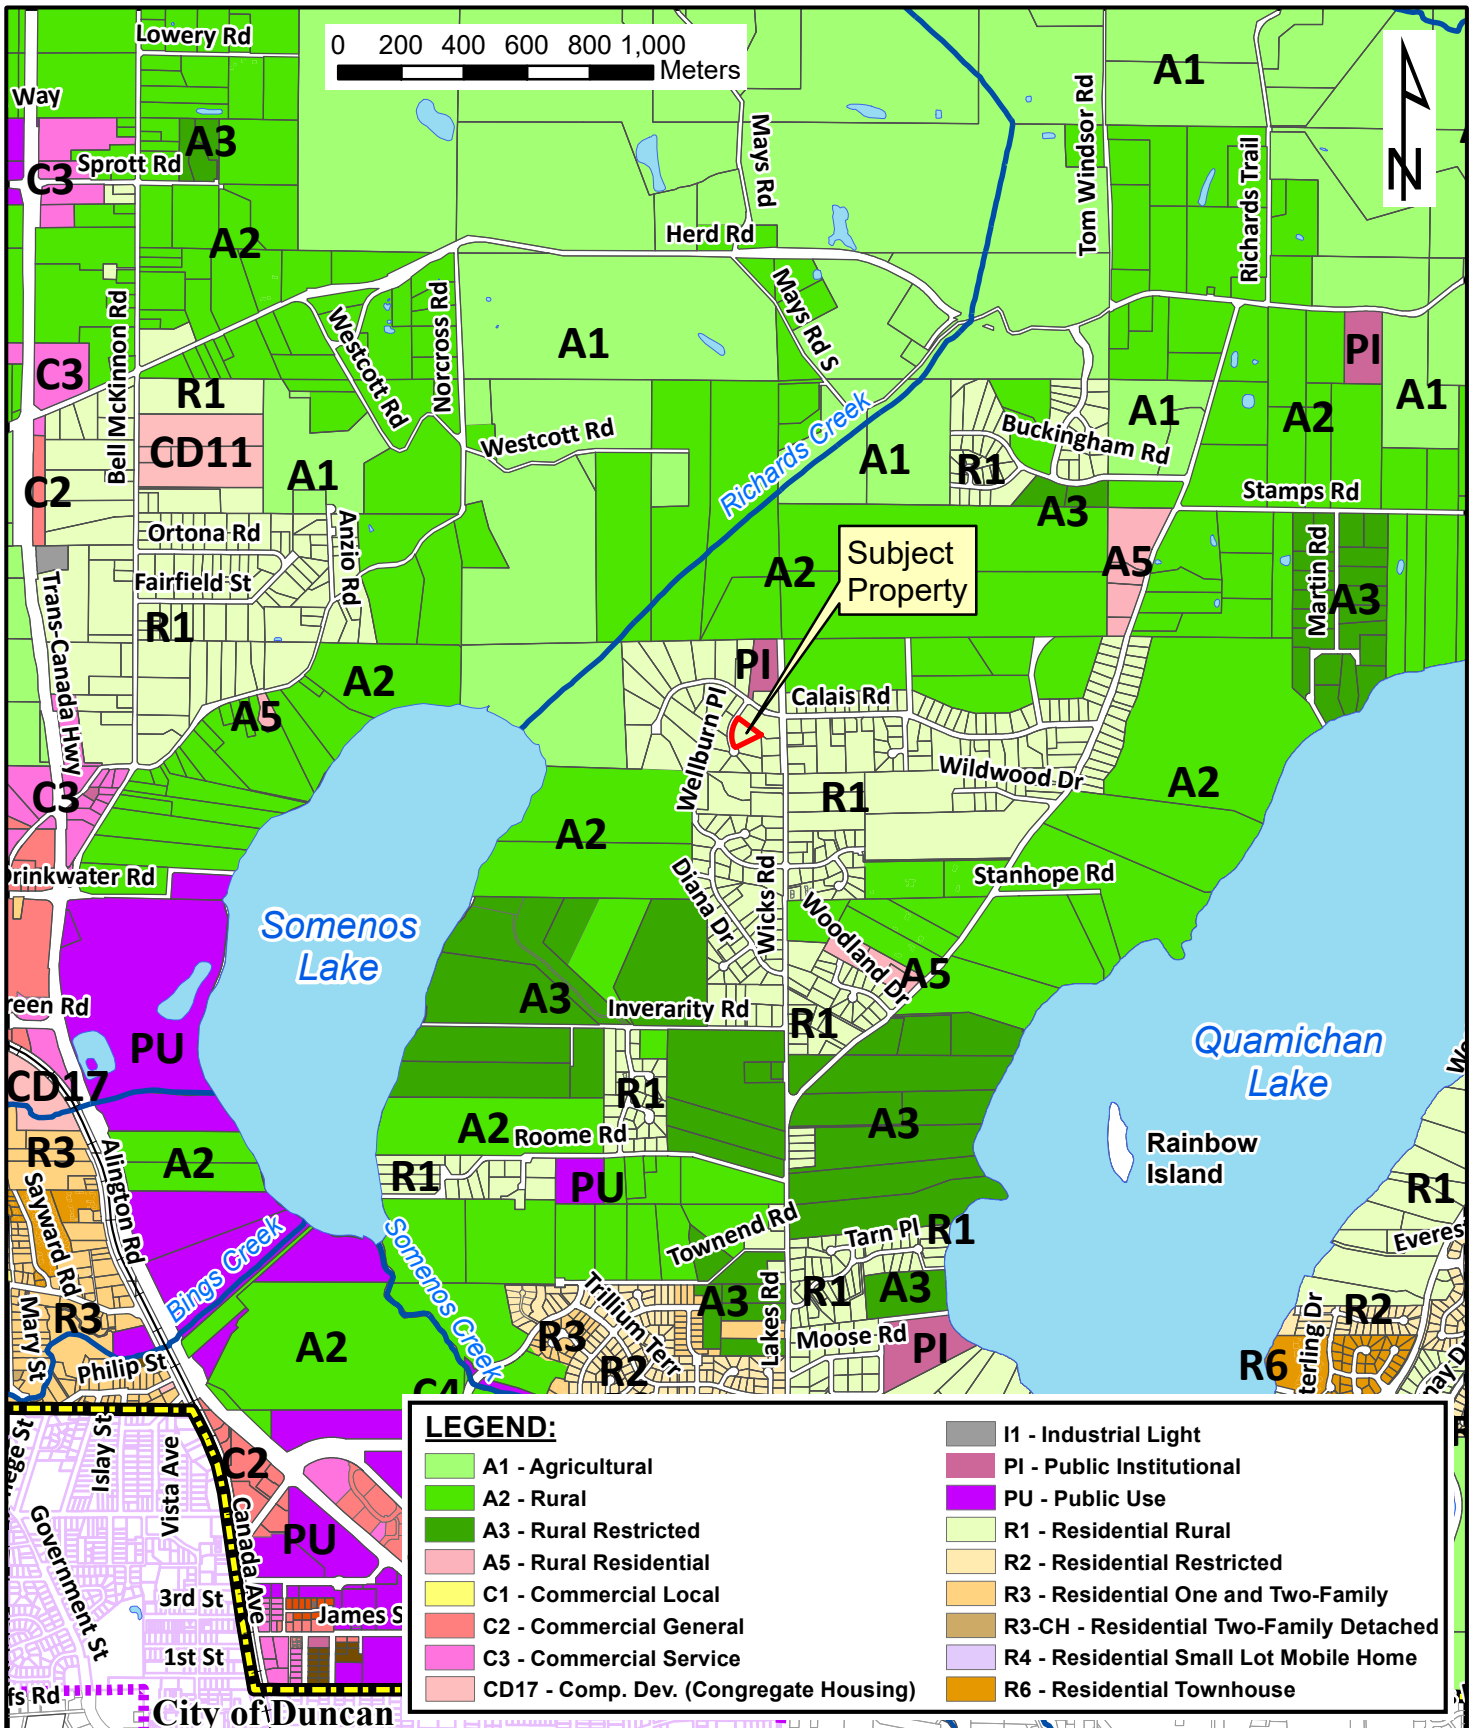 Lowery Rd
0 200 400 600 800 1,000
Meters
A1
Way
A3
Sprott Rd
C3
Mays Rd
Tom Windsor Rd
Richards Trail
N
A2
Herd Rd
Bell McKinnon Rd
Westcott Rd
Norcross Rd
Mays Rd S
A1
PI
C3
R1
A1
A1
A2
CD11
Westcott Rd
Richards Creek
Buckingham Rd
A1
A1
R1
C2
Stamps Rd
A3
Ortona Rd
Anzio Rd
Subject
Property
Martin Rd
A2
A5
Fairfield St
A3
Trans-Canada Hwy
R1
PI
A2
Calais Rd
A5
Wellburn Pl
Wildwood Dr
C3
R1
A2
A2
Drinkwater Rd
Diana Dr
Wicks Rd
Stanhope Rd
Woodland Dr
Somenos
Lake
A5
A3
Inverarity Rd
R1
PU
Quamichan
Lake
CD17
R1
A2
Roome Rd
A3
Rainbow
Island
R3
Alington Rd
A2
R1
PU
R1
Sayward Rd
Bings Creek
Somenos Creek
Townend Rd
Tarn Pl
R1
Mary St
R3
Trillium Terr
A3
Lakes Rd
R1
A3
R2
R3
R2
Moose Rd
PI
A2
Philip St
R6
C4
LEGEND:
A1 - Agricultural
A2 - Rural
A3 - Rural Restricted
A5 - Rural Residential
C1 - Commercial Local
C2 - Commercial General
C3 - Commercial Service
CD17 - Comp. Dev. (Congregate Housing)
I1 - Industrial Light
PI - Public Institutional
PU - Public Use
R1 - Residential Rural
R2 - Residential Restricted
R3 - Residential One and Two-Family
R3-CH - Residential Two-Family Detached
R4 - Residential Small Lot Mobile Home
R6 - Residential Townhouse
Islay St
Vista Ave
C2
Canada Ave
PU
Government St
3rd St
James S
1st St
City of Duncan